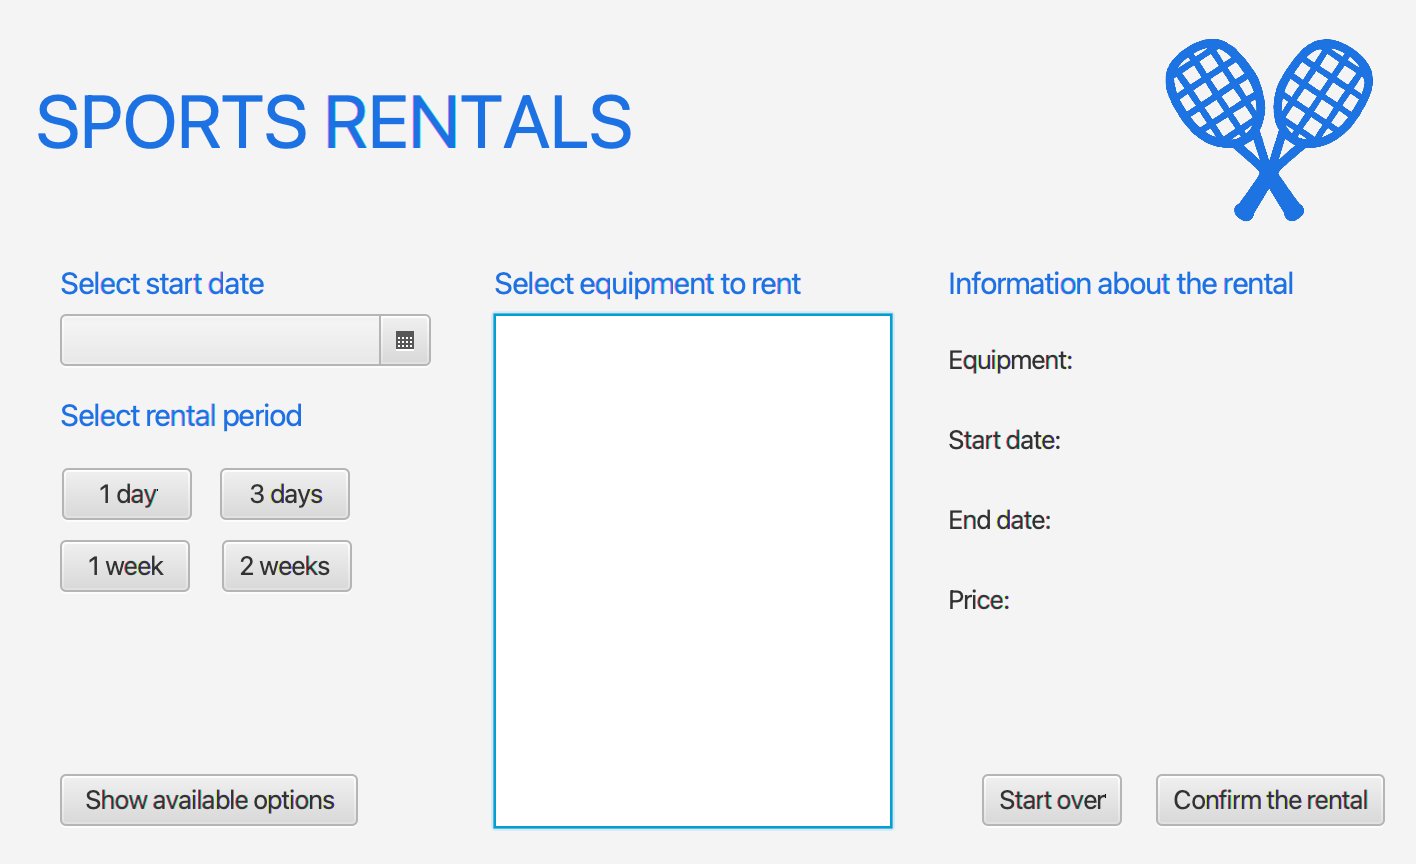 SPORTS RENTALS
Select start date
Select rental period
1 day
3 days
1 week
2 weeks
Show available options
Select equipment to rent
Information about the rental
Equipment:
Start date:
End date:
Price:
Start over
Confirm the rental